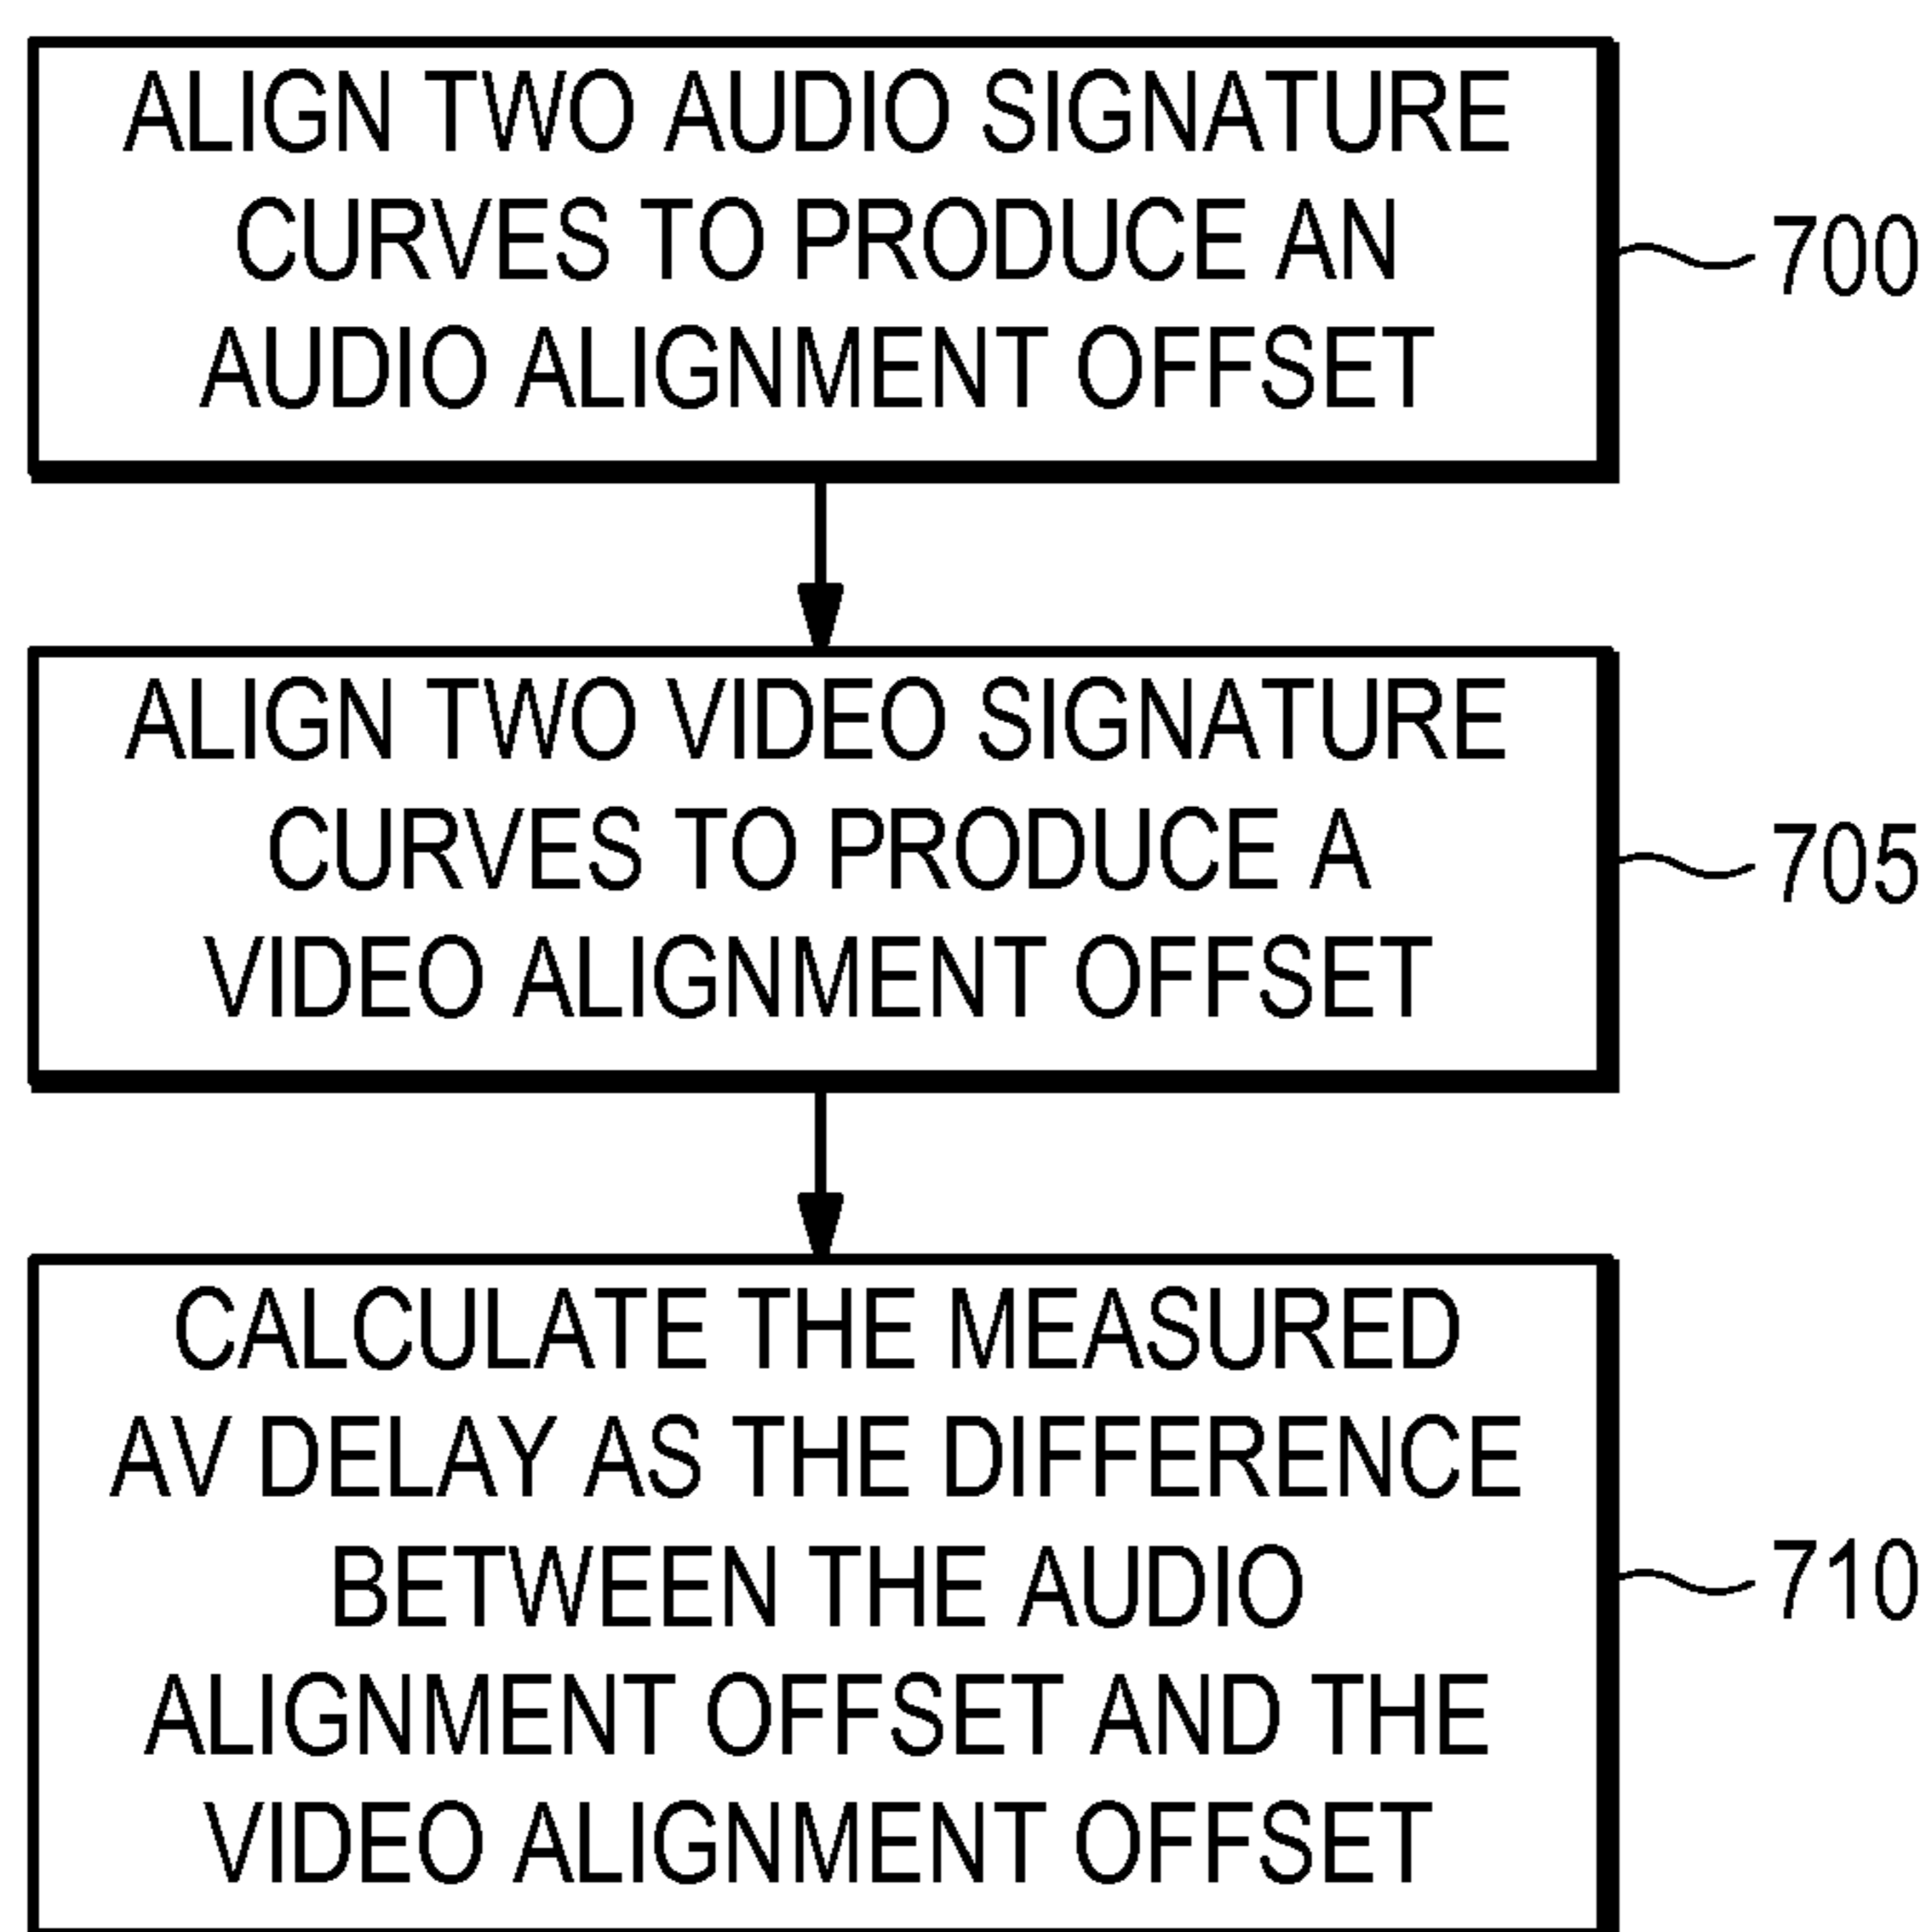 ALIGN TWO AUDIO SIGNATURE
CURVES TO PRODUCE AN
AUDIO ALIGNMENT OFFSET
700
ALIGN TWO VIDEO SIGNATURE
CURVES TO PRODUCE A
VIDEO ALIGNMENT OFFSET
705
CALCULATE THE MEASURED
AV DELAY AS THE DIFFERENCE
BETWEEN THE AUDIO
ALIGNMENT OFFSET AND THE
VIDEO ALIGNMENT OFFSET
710